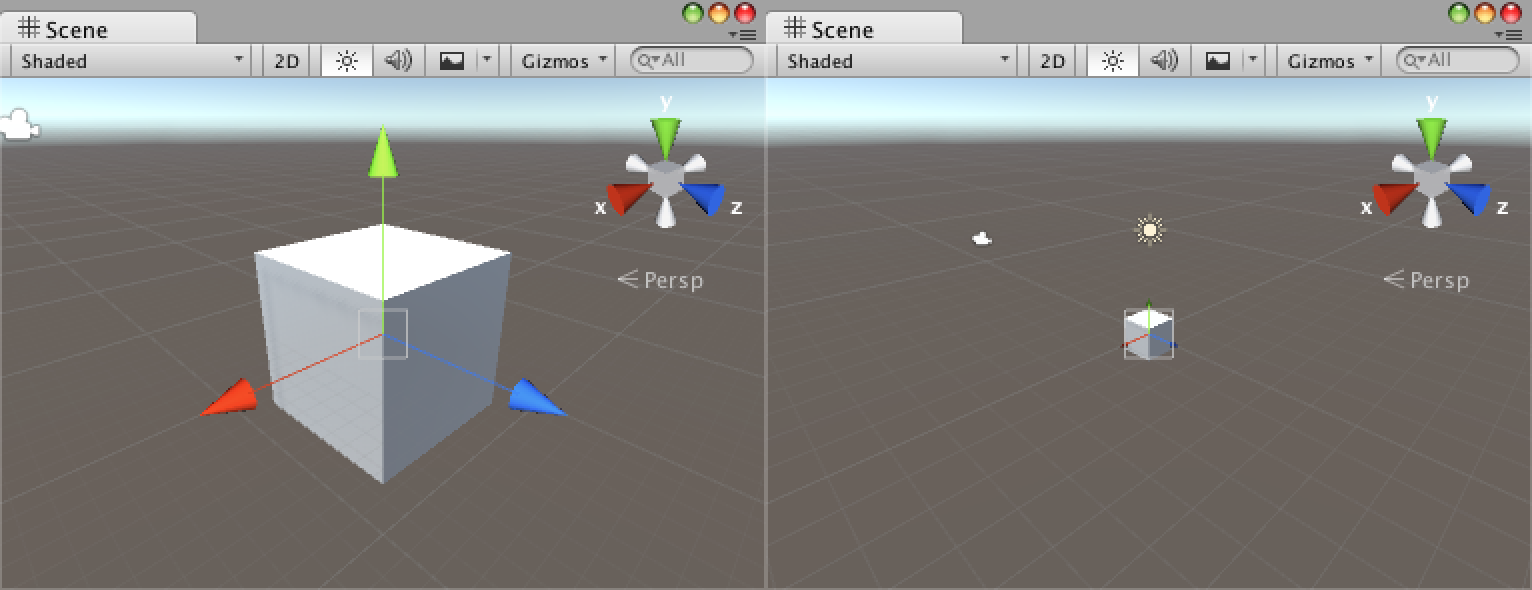 Scene
Shaded 2D Gizmos All
y
x z
Persp
Scene
Shaded 2D Gizmos All
y
x z
Persp